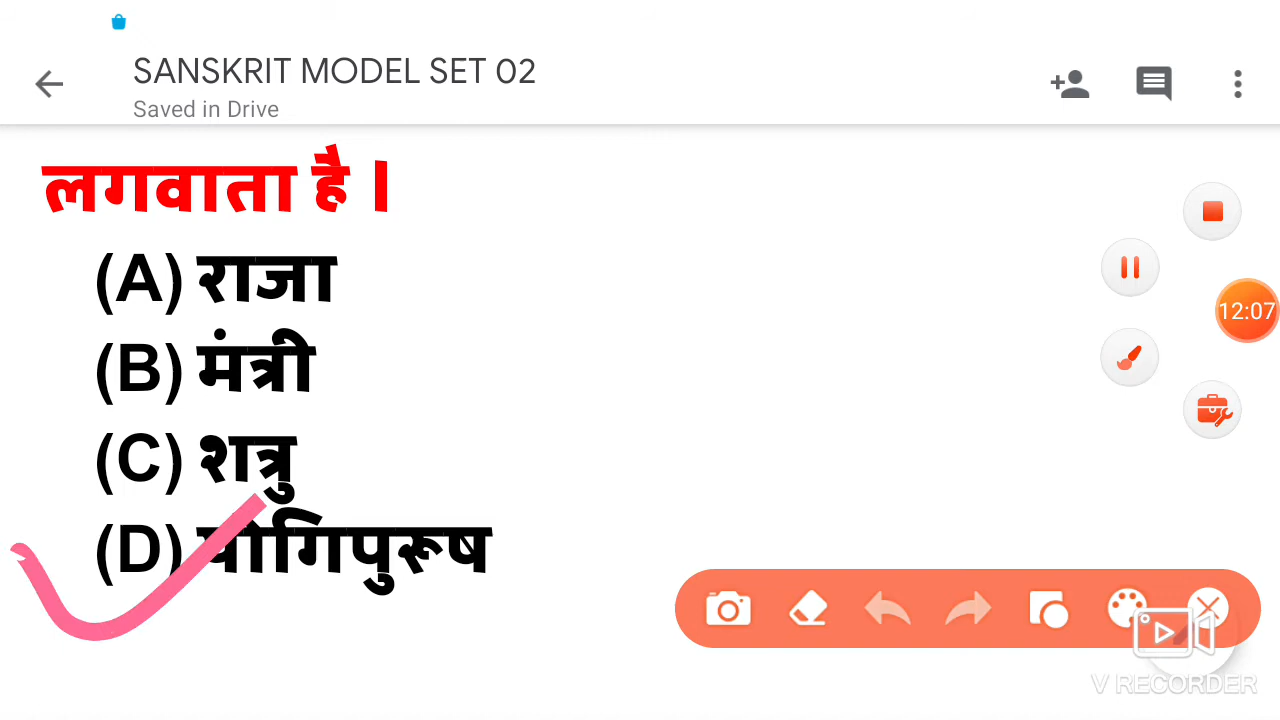 SANSKRIT MODEL SET 02
Saved in Drive
लगवाता है ।
(A) राजा
(B) मंत्री
(C) शत्रु
12:07
(D) योगिपुरूष
V RECORDER